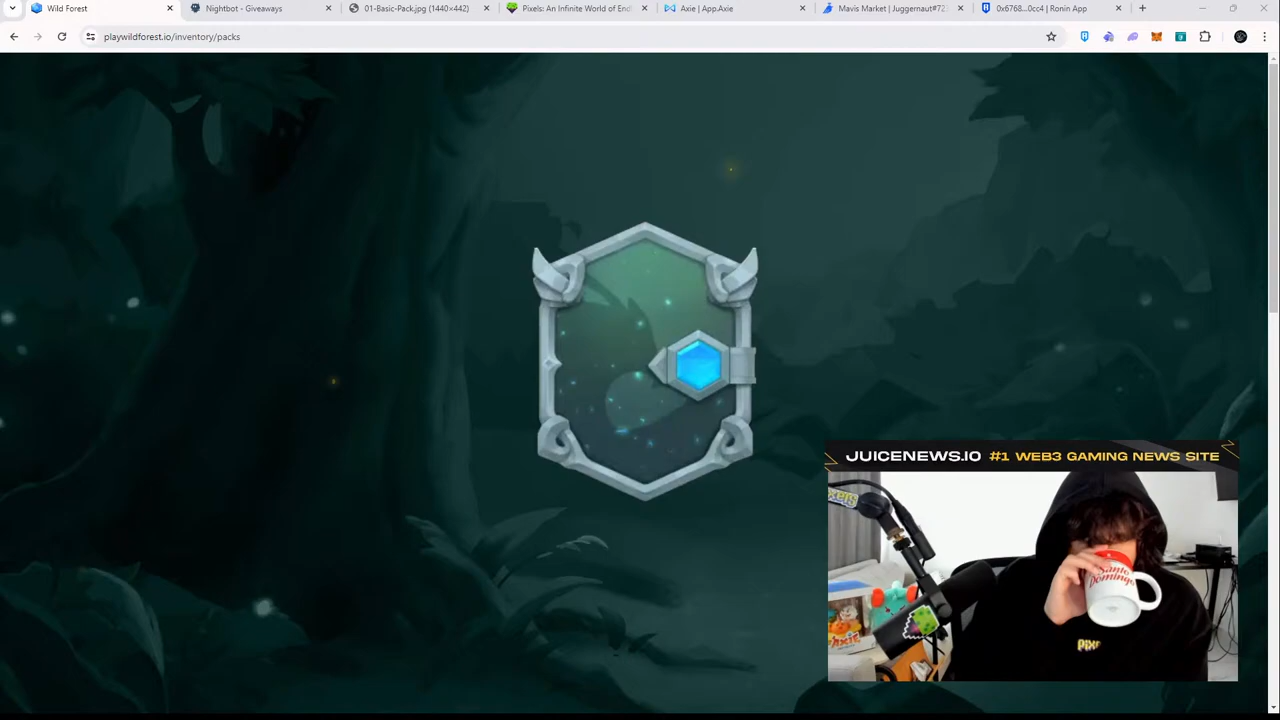 Wild Forest
Nightbot - Giveaways
01-Basic-Pack.jpg (1440×442)
Pixels: An Infinite World of End
Axie | App.Axie
Mavis Market | Juggernaut#72
0x6768...0cc4 | Ronin App
playwildforest.io/inventory/packs
JUICENEWS.IO #1 WEB3 GAMING NEWS SITE
Santo
Domingo